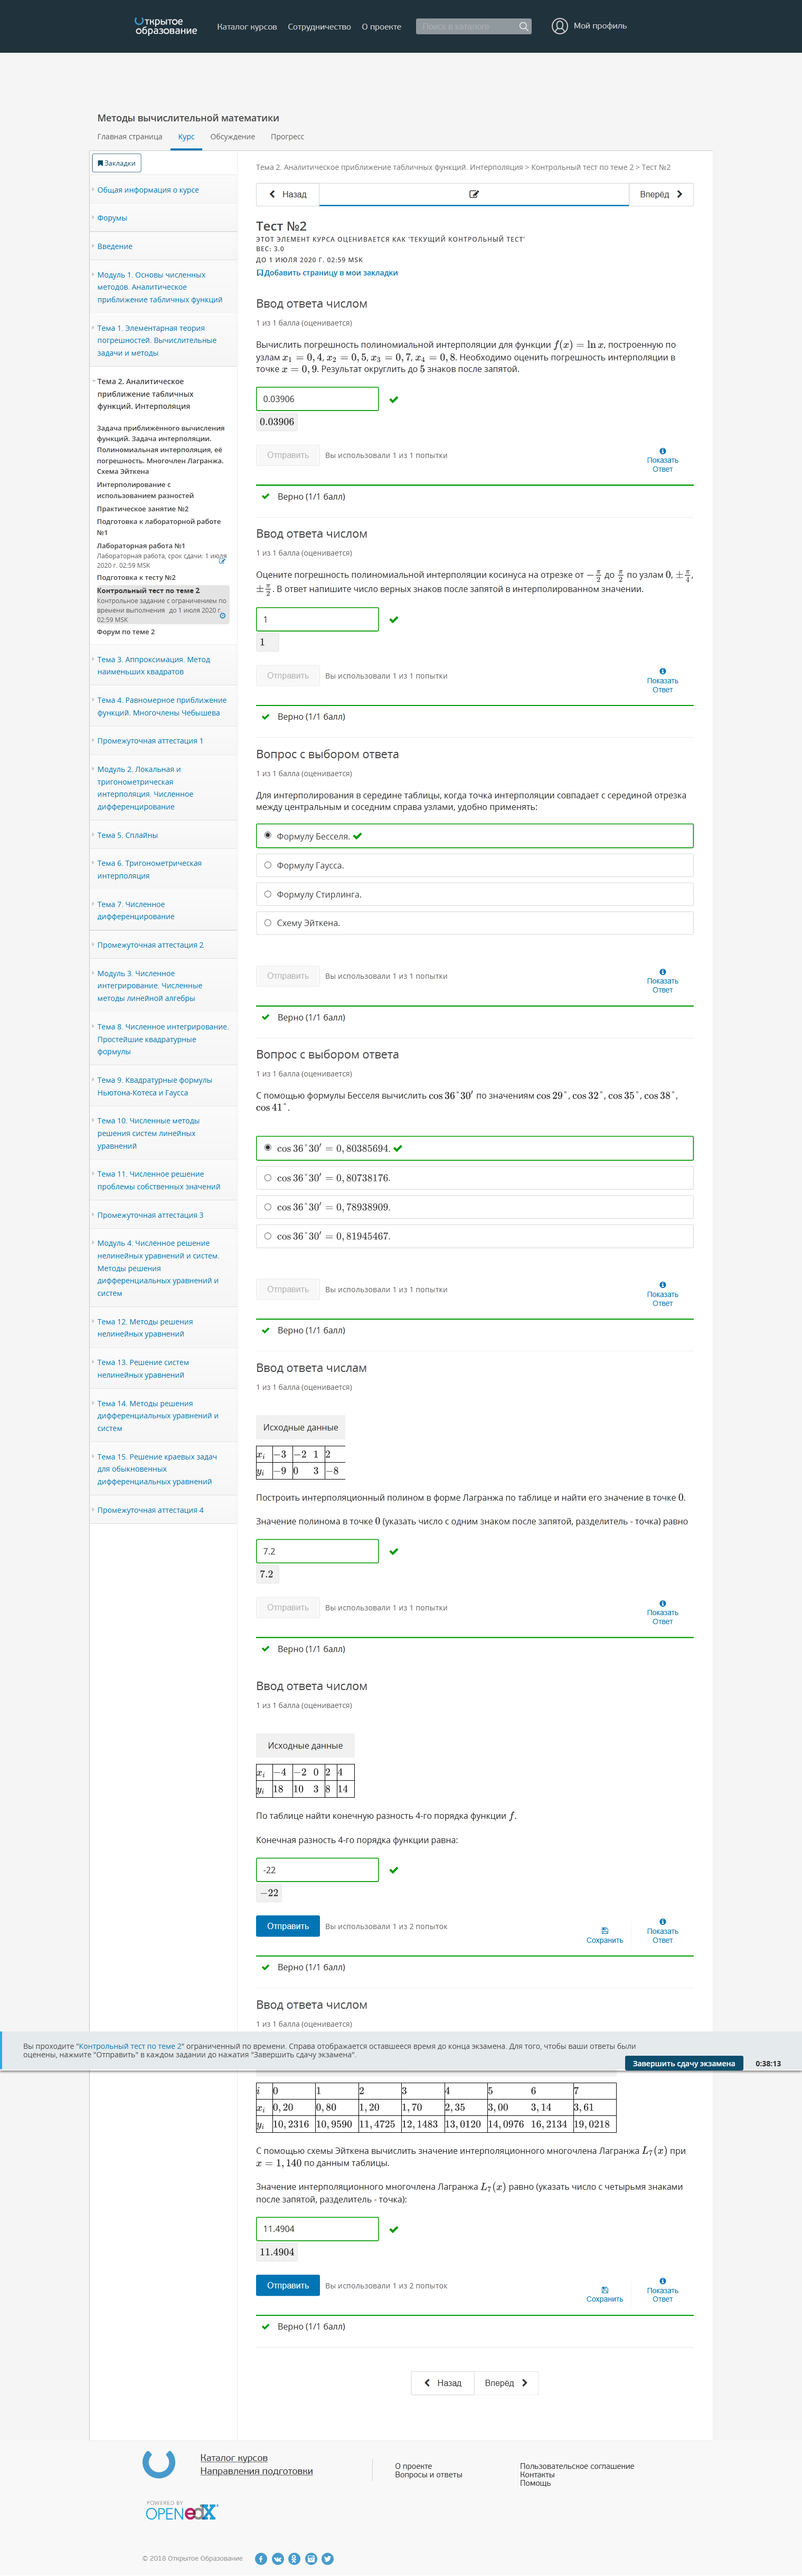 Открытое образование
Каталог курсов Сотрудничество О проекте
Поиск в каталоге
Мой профиль
Методы вычислительной математики
Главная страница Курс Обсуждение Прогресс
Закладки
Общая информация о курсе
Форумы
Введение
Модуль 1. Основы численных
методов. Аналитическое
приближение табличных функций
Тема 1. Элементарная теория
погрешностей. Вычислительные
задачи и методы
Тема 2. Аналитическое
приближение табличных
функций. Интерполяция
Задача приближённого вычисления
функций. Задача интерполяции.
Полиномиальная интерполяция, её
погрешность. Многочлен Лагранжа.
Схема Эйткена
Интерполирование с
использованием разностей
Практическое занятие №2
Подготовка к лабораторной работе
№1
Лабораторная работа №1
Лабораторная работа, срок сдачи: 1 июля
2020 г. 02:59 MSK
Подготовка к тесту №2
Контрольный тест по теме 2
Контрольное задание с ограничением по
времени выполнения до 1 июля 2020 г.
02:59 MSK
Форум по теме 2
Тема 3. Аппроксимация. Метод
наименьших квадратов
Тема 4. Равномерное приближение
функций. Многочлены Чебышева
Промежуточная аттестация 1
Модуль 2. Локальная и
тригонометрическая
интерполяция. Численное
дифференцирование
Тема 5. Сплайны
Тема 6. Тригонометрическая
интерполяция
Тема 7. Численное
дифференцирование
Промежуточная аттестация 2
Модуль 3. Численное
интегрирование. Численные
методы линейной алгебры
Тема 8. Численное интегрирование.
Простейшие квадратурные
формулы
Тема 9. Квадратурные формулы
Ньютона-Котеса и Гаусса
Тема 10. Численные методы
решения систем линейных
уравнений
Тема 11. Численное решение
проблемы собственных значений
Промежуточная аттестация 3
Модуль 4. Численное решение
нелинейных уравнений и систем.
Методы решения
дифференциальных уравнений и
систем
Тема 12. Методы решения
нелинейных уравнений
Тема 13. Решение систем
нелинейных уравнений
Тема 14. Методы решения
дифференциальных уравнений и
систем
Тема 15. Решение краевых задач
для обыкновенных
дифференциальных уравнений
Промежуточная аттестация 4
Тема 2. Аналитическое приближение табличных функций. Интерполяция > Контрольный тест по теме 2 > Тест №2
Назад Вперёд
Тест №2
ЭТОТ ЭЛЕМЕНТ КУРСА ОЦЕНИВАЕТСЯ КАК 'ТЕКУЩИЙ КОНТРОЛЬНЫЙ ТЕСТ'
ВЕС: 3.0
ДО 1 ИЮЛЯ 2020 Г. 02:59 MSK
Добавить страницу в мои закладки
Ввод ответа числом
1 из 1 балла (оценивается)
Вычислить погрешность полиномиальной интерполяции для функции f(x) = ln x, построенную по
узлам x₁ = 0,4, x₂ = 0,5, x₃ = 0,7, x₄ = 0,8. Необходимо оценить погрешность интерполяции в
точке x = 0,9. Результат округлить до 5 знаков после запятой.
0.03906
0.03906
Отправить Вы использовали 1 из 1 попытки
Показать
Ответ
Верно (1/1 балл)
Ввод ответа числом
1 из 1 балла (оценивается)
Оцените погрешность полиномиальной интерполяции косинуса на отрезке от −π/2 до π/2 по узлам 0, ±π/4,
±π/2. В ответ напишите число верных знаков после запятой в интерполированном значении.
1
1
Отправить Вы использовали 1 из 1 попытки
Показать
Ответ
Верно (1/1 балл)
Вопрос с выбором ответа
1 из 1 балла (оценивается)
Для интерполирования в середине таблицы, когда точка интерполяции совпадает с серединой отрезка
между центральным и соседним справа узлами, удобно применять:
Формулу Бесселя.
Формулу Гаусса.
Формулу Стирлинга.
Схему Эйткена.
Отправить Вы использовали 1 из 1 попытки
Показать
Ответ
Верно (1/1 балл)
Вопрос с выбором ответа
1 из 1 балла (оценивается)
С помощью формулы Бесселя вычислить cos 36°30′ по значениям cos 29°, cos 32°, cos 35°, cos 38°,
cos 41°.
cos 36°30′ = 0,80385694.
cos 36°30′ = 0,80738176.
cos 36°30′ = 0,78938909.
cos 36°30′ = 0,81945467.
Отправить Вы использовали 1 из 1 попытки
Показать
Ответ
Верно (1/1 балл)
Ввод ответа числам
1 из 1 балла (оценивается)
Исходные данные
xᵢ −3 −2 1 2
yᵢ −9 0 3 −8
Построить интерполяционный полином в форме Лагранжа по таблице и найти его значение в точке 0.
Значение полинома в точке 0 (указать число с одним знаком после запятой, разделитель - точка) равно
7.2
7.2
Отправить Вы использовали 1 из 1 попытки
Показать
Ответ
Верно (1/1 балл)
Ввод ответа числом
1 из 1 балла (оценивается)
Исходные данные
xᵢ −4 −2 0 2 4
yᵢ 18 10 3 8 14
По таблице найти конечную разность 4-го порядка функции f.
Конечная разность 4-го порядка функции равна:
-22
−22
Отправить Вы использовали 1 из 2 попыток
Сохранить
Показать
Ответ
Верно (1/1 балл)
Ввод ответа числом
1 из 1 балла (оценивается)
Вы проходите "Контрольный тест по теме 2" ограниченный по времени. Справа отображается оставшееся время до конца экзамена. Для того, чтобы ваши ответы были
оценены, нажмите "Отправить" в каждом задании до нажатия "Завершить сдачу экзамена".
Завершить сдачу экзамена 0:38:13
i 0 1 2 3 4 5 6 7
xᵢ 0,20 0,80 1,20 1,70 2,35 3,00 3,14 3,61
yᵢ 10,2316 10,9590 11,4725 12,1483 13,0120 14,0976 16,2134 19,0218
С помощью схемы Эйткена вычислить значение интерполяционного многочлена Лагранжа L₇(x) при
x = 1,140 по данным таблицы.
Значение интерполяционного многочлена Лагранжа L₇(x) равно (указать число с четырьмя знаками
после запятой, разделитель - точка):
11.4904
11.4904
Отправить Вы использовали 1 из 2 попыток
Сохранить
Показать
Ответ
Верно (1/1 балл)
Назад Вперёд
Каталог курсов
Направления подготовки
О проекте
Вопросы и ответы
Пользовательское соглашение
Контакты
Помощь
POWERED BY
OPEN edX
© 2018 Открытое Образование